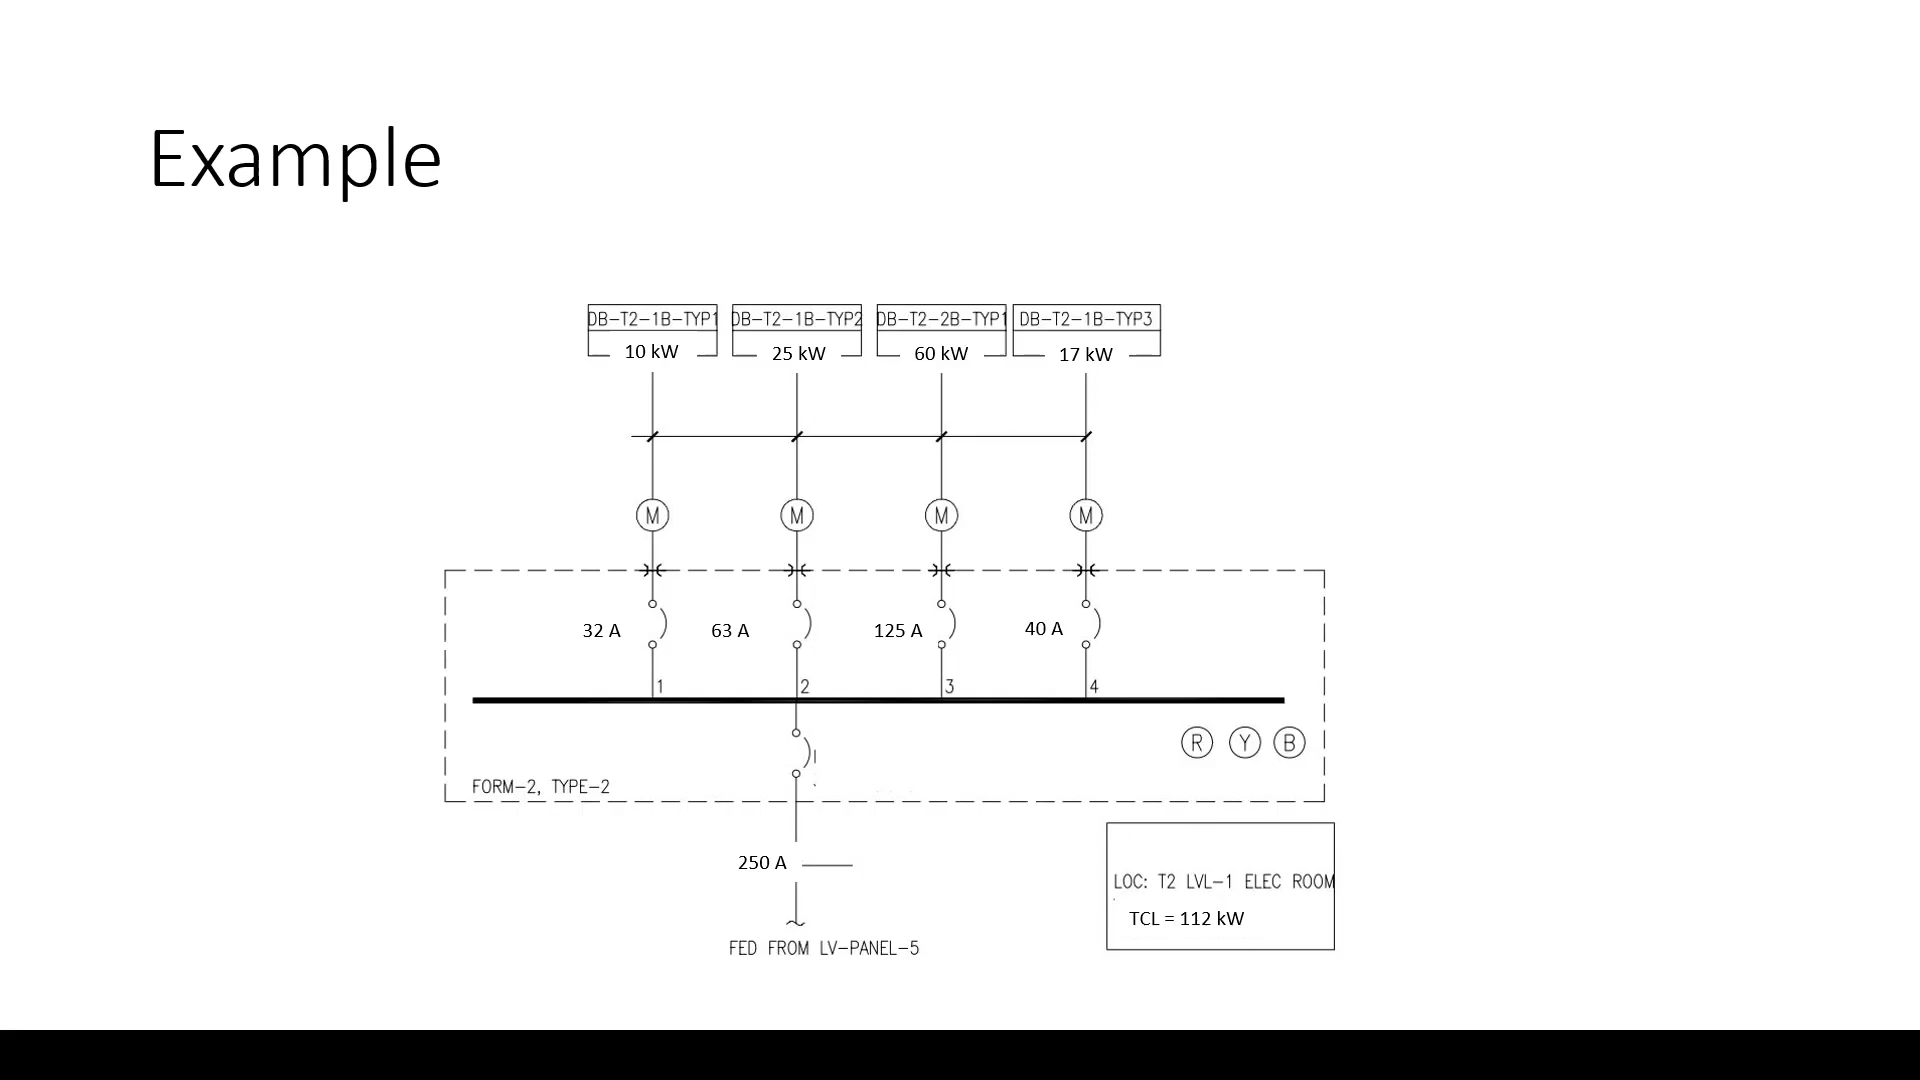 Example
DB-T2-1B-TYP1 DB-T2-1B-TYP2 DB-T2-2B-TYP1 DB-T2-1B-TYP3
10 kW 25 kW 60 kW 17 kW
M M M M
32 A 63 A 125 A 40 A
1 2 3 4
R Y B
FORM-2, TYPE-2
250 A
LOC: T2 LVL-1 ELEC ROOM
TCL = 112 kW
FED FROM LV-PANEL-5